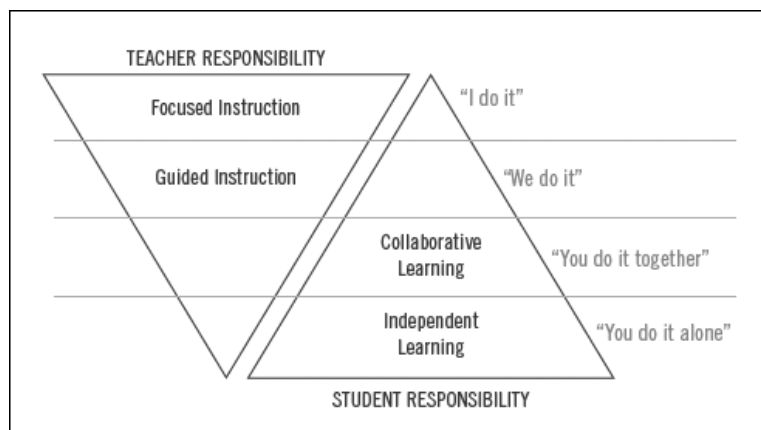 TEACHER RESPONSIBILITY
Focused Instruction
“I do it”
Guided Instruction
“We do it”
Collaborative
Learning
“You do it together”
Independent
Learning
“You do it alone”
STUDENT RESPONSIBILITY